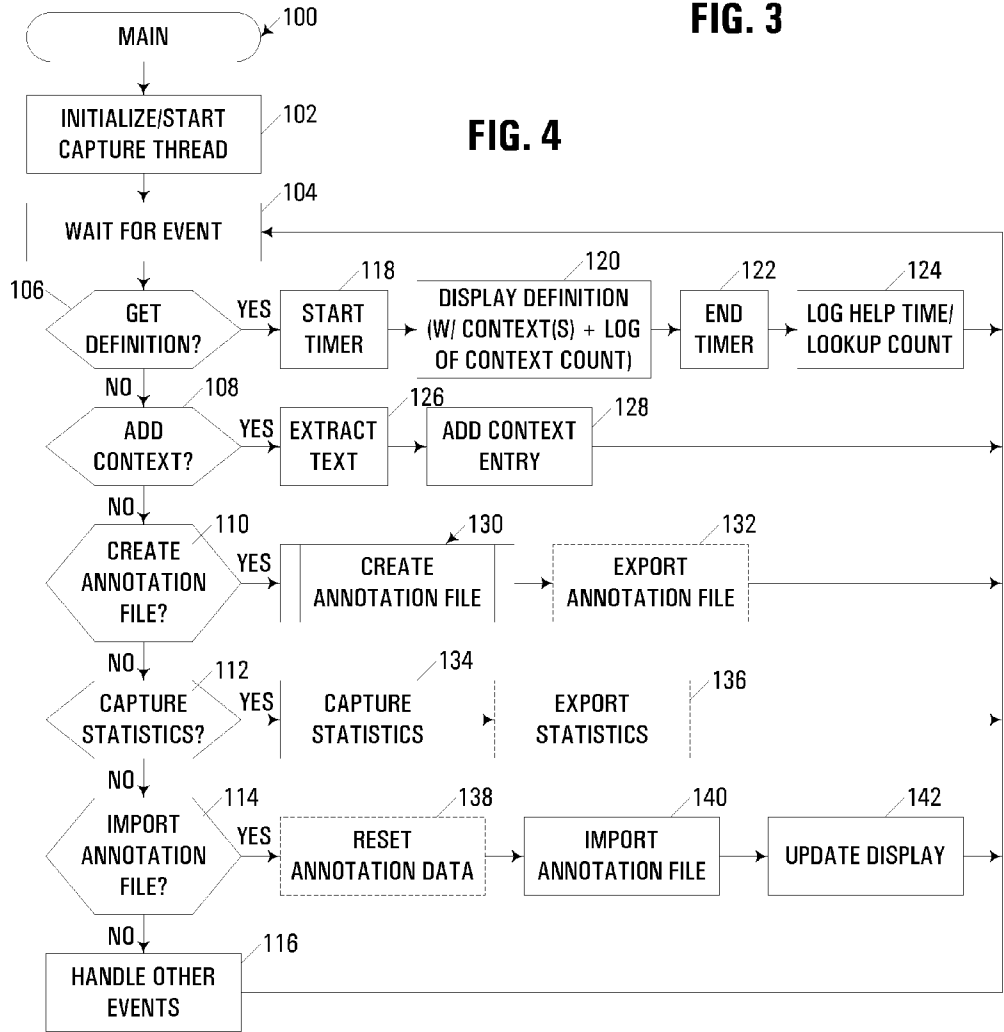 FIG. 3
100
MAIN
INITIALIZE/START
CAPTURE THREAD
102
FIG. 4
104
WAIT FOR EVENT
106
GET
DEFINITION?
YES
118
START
TIMER
120
DISPLAY DEFINITION
(W/ CONTEXT(S) + LOG
OF CONTEXT COUNT)
122
END
TIMER
124
LOG HELP TIME/
LOOKUP COUNT
NO
108
ADD
CONTEXT?
YES
126
EXTRACT
TEXT
128
ADD CONTEXT
ENTRY
NO
110
CREATE
ANNOTATION
FILE?
YES
130
CREATE
ANNOTATION FILE
132
EXPORT
ANNOTATION FILE
NO
112
CAPTURE
STATISTICS?
YES
134
CAPTURE
STATISTICS
136
EXPORT
STATISTICS
NO
114
IMPORT
ANNOTATION
FILE?
YES
138
RESET
ANNOTATION DATA
140
IMPORT
ANNOTATION FILE
142
UPDATE DISPLAY
NO
116
HANDLE OTHER
EVENTS